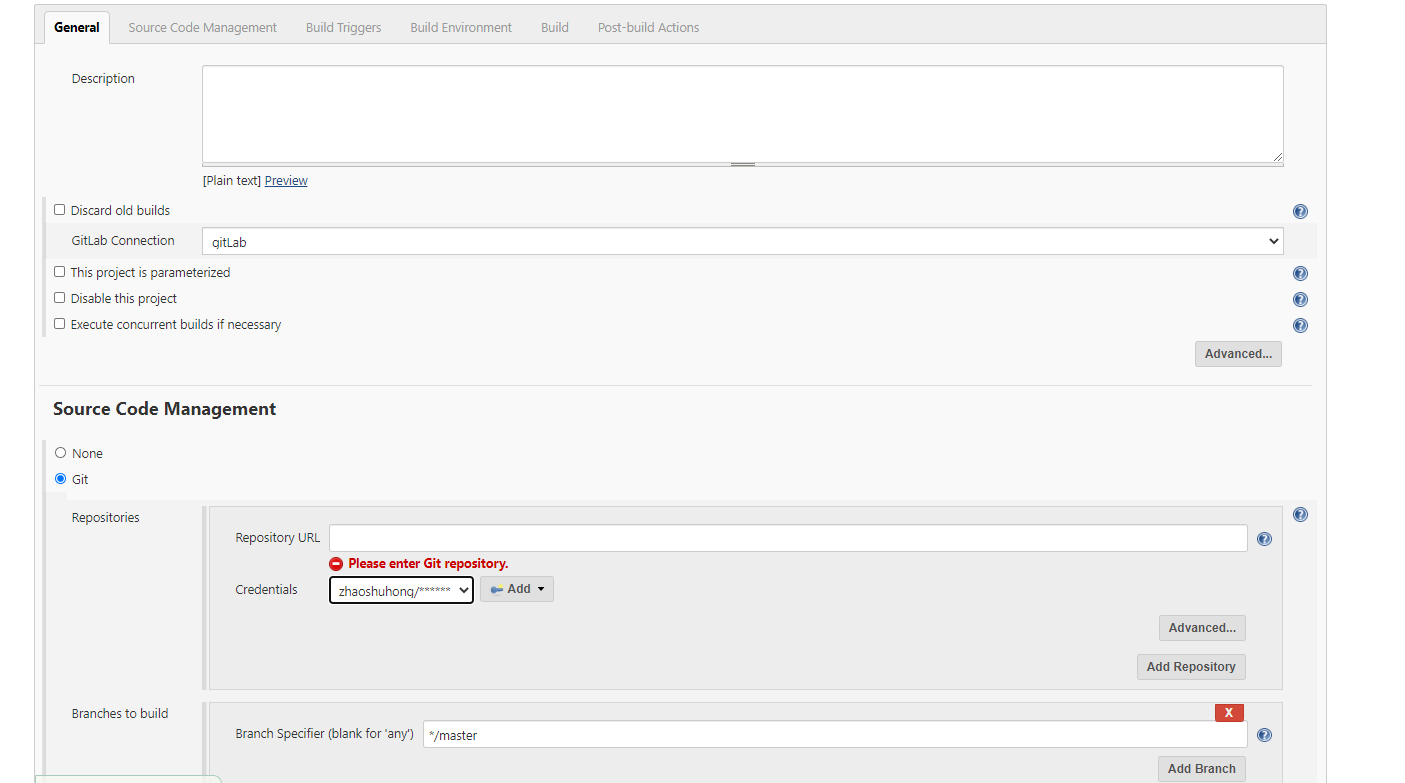 General Source Code Management Build Triggers Build Environment Build Post-build Actions
Description
[Plain text] Preview
Discard old builds
GitLab Connection gitLab
This project is parameterized
Disable this project
Execute concurrent builds if necessary
Advanced...
Source Code Management
None
Git
Repositories
Repository URL
Please enter Git repository.
Credentials zhaoshuhong/****** Add
Advanced...
Add Repository
Branches to build
X
Branch Specifier (blank for 'any') */master
Add Branch